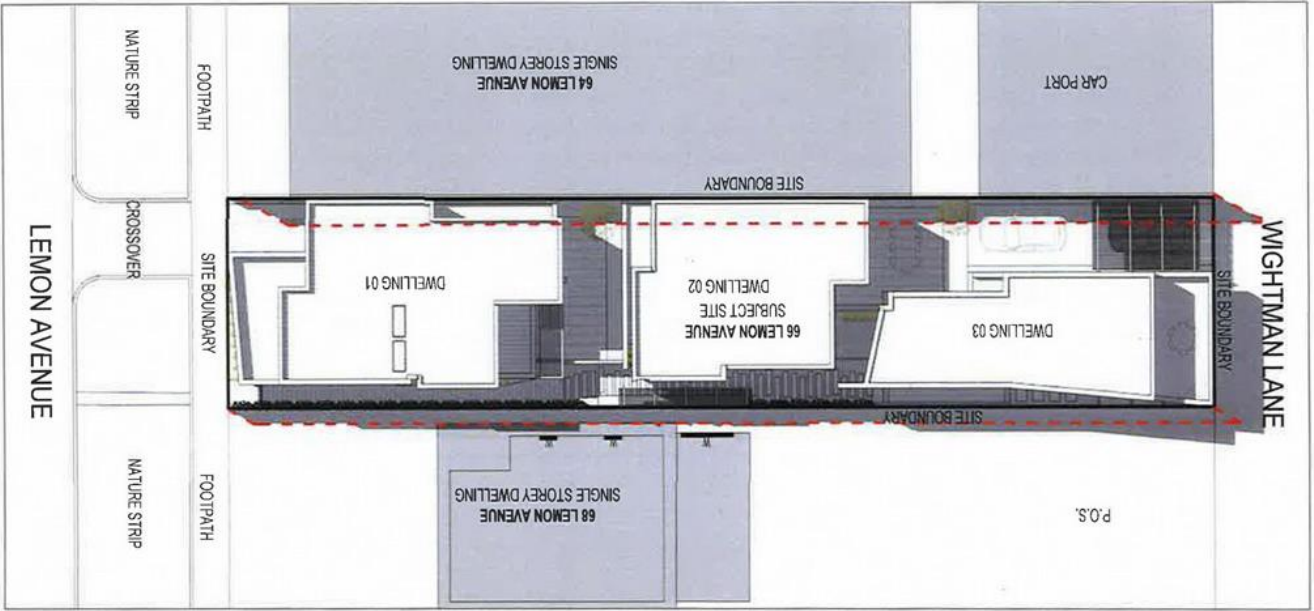 LEMON AVENUE
NATURE STRIP
CROSSOVER
NATURE STRIP
FOOTPATH
SITE BOUNDARY
FOOTPATH
64 LEMON AVENUE
SINGLE STOREY DWELLING
CAR PORT
SITE BOUNDARY
DWELLING 01
66 LEMON AVENUE
SUBJECT SITE
DWELLING 02
DWELLING 03
SITE BOUNDARY
WIGHTMAN LANE
SITE BOUNDARY
W
W
W
68 LEMON AVENUE
SINGLE STOREY DWELLING
P.O.S.